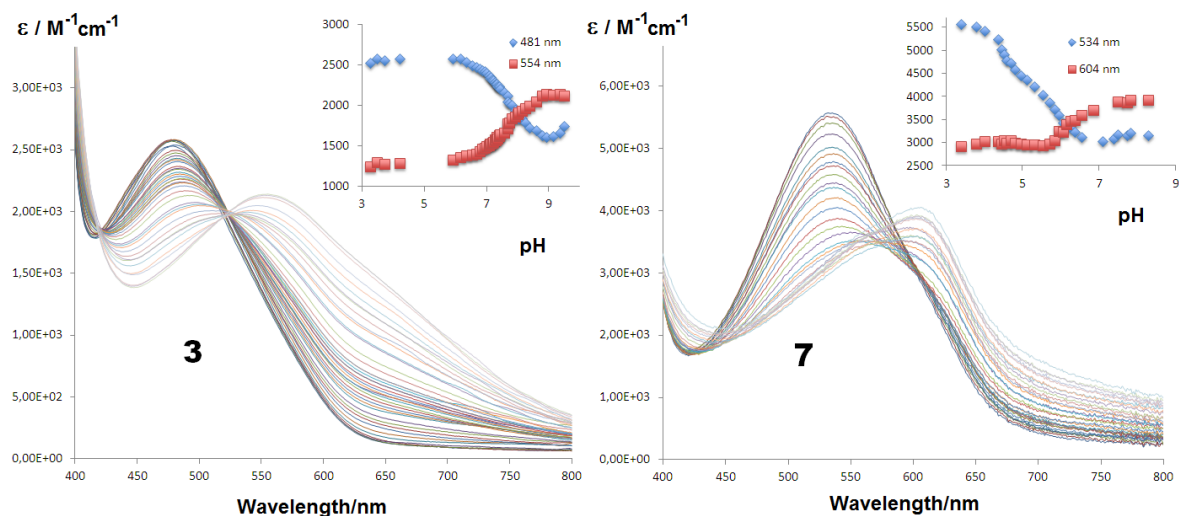 ε / M⁻¹cm⁻¹
3,00E+03
2,50E+03
2,00E+03
1,50E+03
1,00E+03
5,00E+02
0,00E+00
400 450 500 550 600 650 700 750 800
Wavelength/nm
3
3000
2500
2000
1500
1000
3 5 7 9
pH
481 nm
554 nm
ε / M⁻¹cm⁻¹
6,00E+03
5,00E+03
4,00E+03
3,00E+03
2,00E+03
1,00E+03
0,00E+00
400 450 500 550 600 650 700 750 800
Wavelength/nm
7
5500
5000
4500
4000
3500
3000
2500
3 5 7 9
pH
534 nm
604 nm